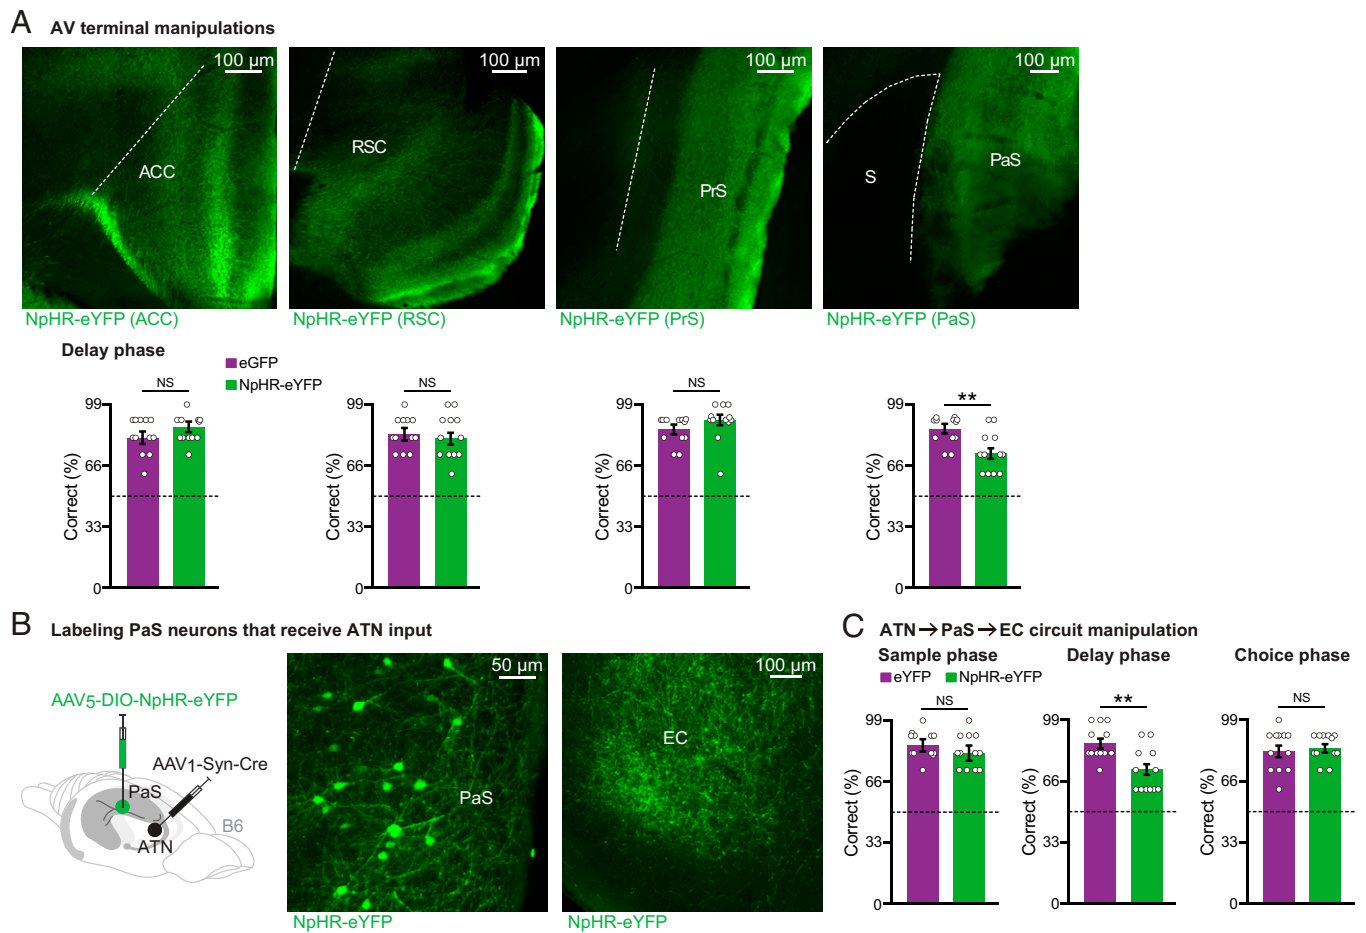 A AV terminal manipulations
100 µm
100 µm
100 µm
100 µm
ACC
RSC
PrS
S
PaS
NpHR-eYFP (ACC)
NpHR-eYFP (RSC)
NpHR-eYFP (PrS)
NpHR-eYFP (PaS)
Delay phase
eGFP
NpHR-eYFP
NS
NS
NS
**
99
66
33
0
Correct (%)
99
66
33
0
Correct (%)
99
66
33
0
Correct (%)
99
66
33
0
Correct (%)
B Labeling PaS neurons that receive ATN input
AAV5-DIO-NpHR-eYFP
AAV1-Syn-Cre
PaS
ATN
B6
50 µm
PaS
NpHR-eYFP
100 µm
EC
NpHR-eYFP
C ATN→PaS→EC circuit manipulation
Sample phase
Delay phase
Choice phase
eYFP
NpHR-eYFP
NS
**
NS
99
66
33
0
Correct (%)
99
66
33
0
Correct (%)
99
66
33
0
Correct (%)